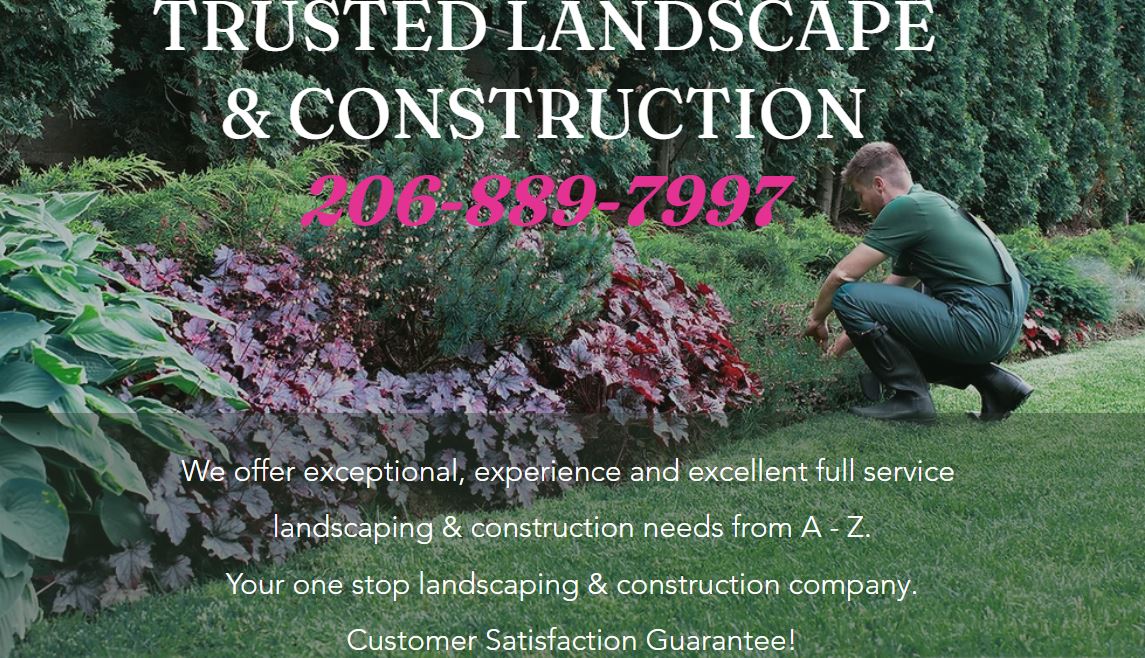 TRUSTED LANDSCAPE
& CONSTRUCTION
206-889-7997
We offer exceptional, experience and excellent full service
landscaping & construction needs from A - Z.
Your one stop landscaping & construction company.
Customer Satisfaction Guarantee!